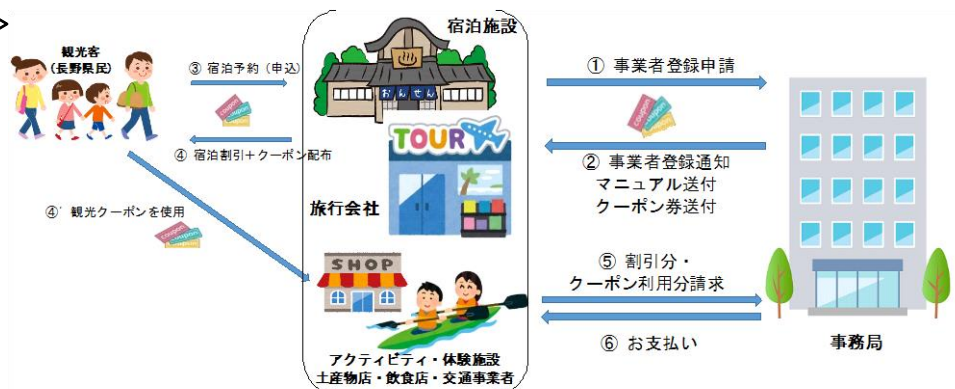 >
観光客
(長野県民)
③ 宿泊予約（申込）
coupon
coupon
④ 宿泊割引＋クーポン配布
④’観光クーポンを使用
coupon
coupon
宿泊施設
おんせん
TOUR
旅行会社
SHOP
アクティビティ・体験施設
土産物店・飲食店・交通事業者
① 事業者登録申請
coupon
coupon
② 事業者登録通知
マニュアル送付
クーポン券送付
⑤ 割引分・
クーポン利用分請求
⑥ お支払い
事務局